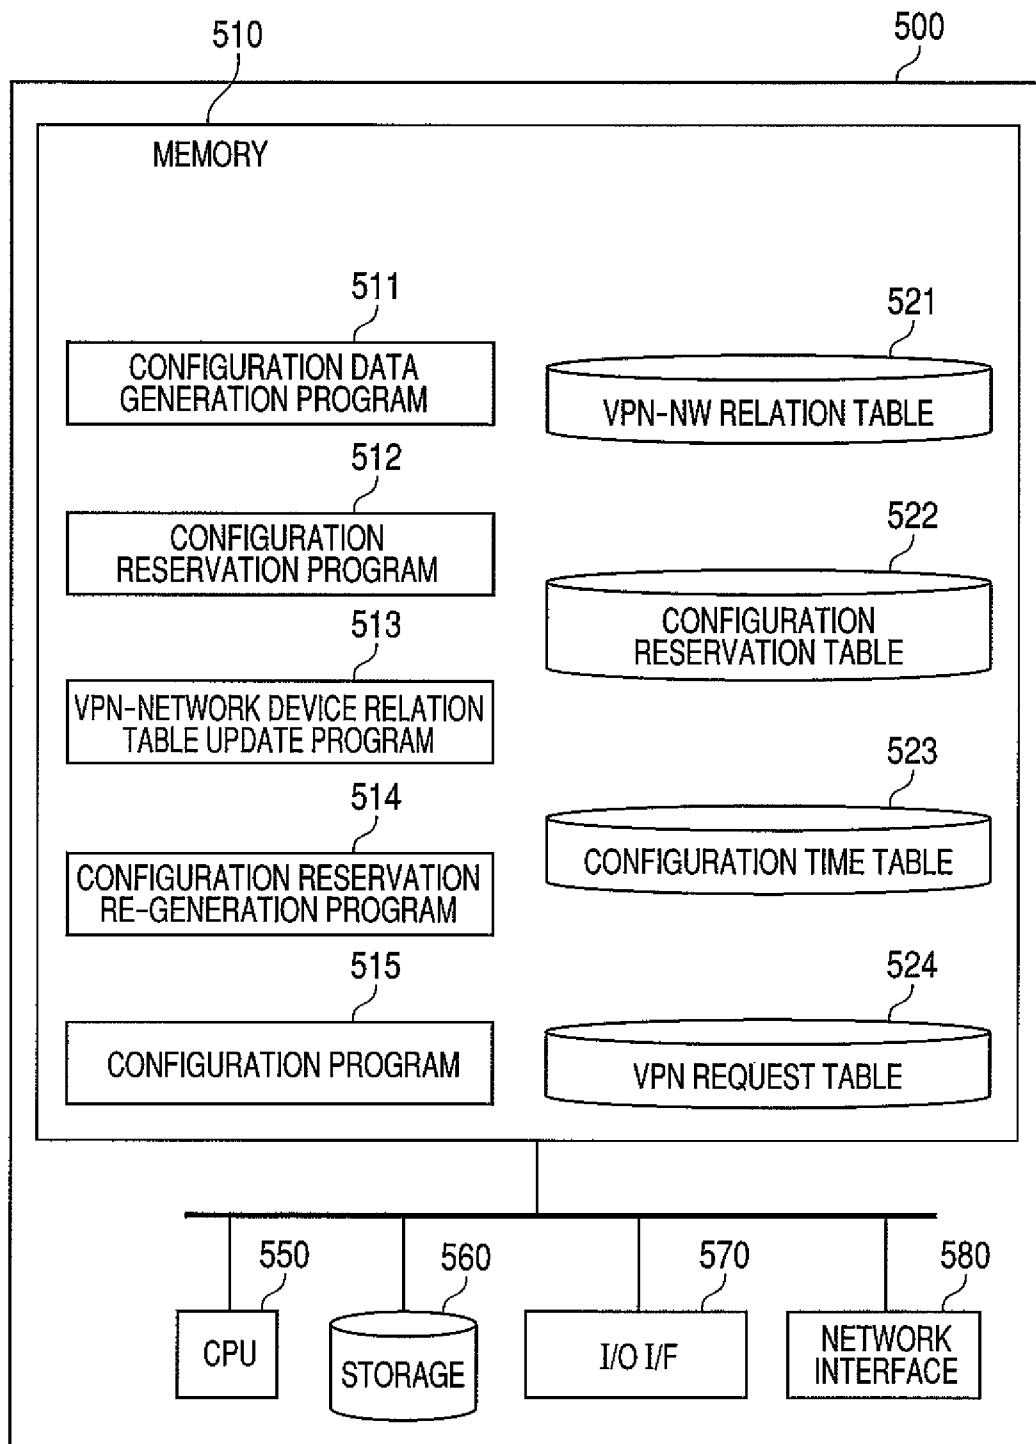 510
500
MEMORY
511
CONFIGURATION DATA
GENERATION PROGRAM
521
VPN-NW RELATION TABLE
512
CONFIGURATION
RESERVATION PROGRAM
522
CONFIGURATION
RESERVATION TABLE
513
VPN-NETWORK DEVICE RELATION
TABLE UPDATE PROGRAM
523
CONFIGURATION TIME TABLE
514
CONFIGURATION RESERVATION
RE-GENERATION PROGRAM
515
CONFIGURATION PROGRAM
524
VPN REQUEST TABLE
550
CPU
560
STORAGE
570
I/O I/F
580
NETWORK
INTERFACE